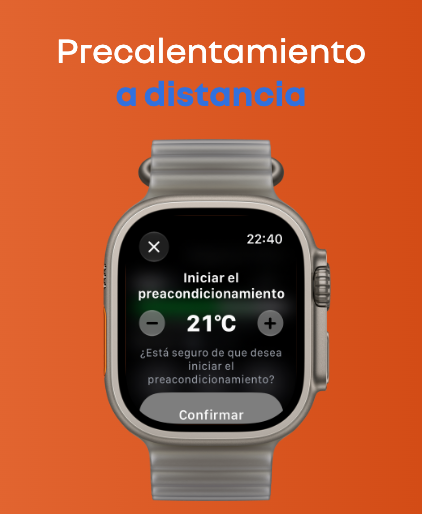 Precalentamiento
a distancia
22:40
Iniciar el
preacondicionamiento
21°C
¿Está seguro de que desea
iniciar el
preacondicionamiento?
Confirmar